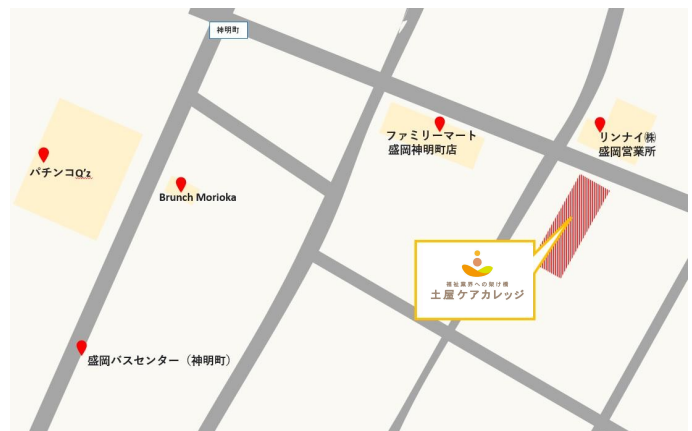 神明町
ファミリーマート
盛岡神明町店
リンナイ㈱
盛岡営業所
パチンコQ'z
Brunch Morioka
福祉業界への架け橋
土屋ケアカレッジ
盛岡バスセンター（神明町）